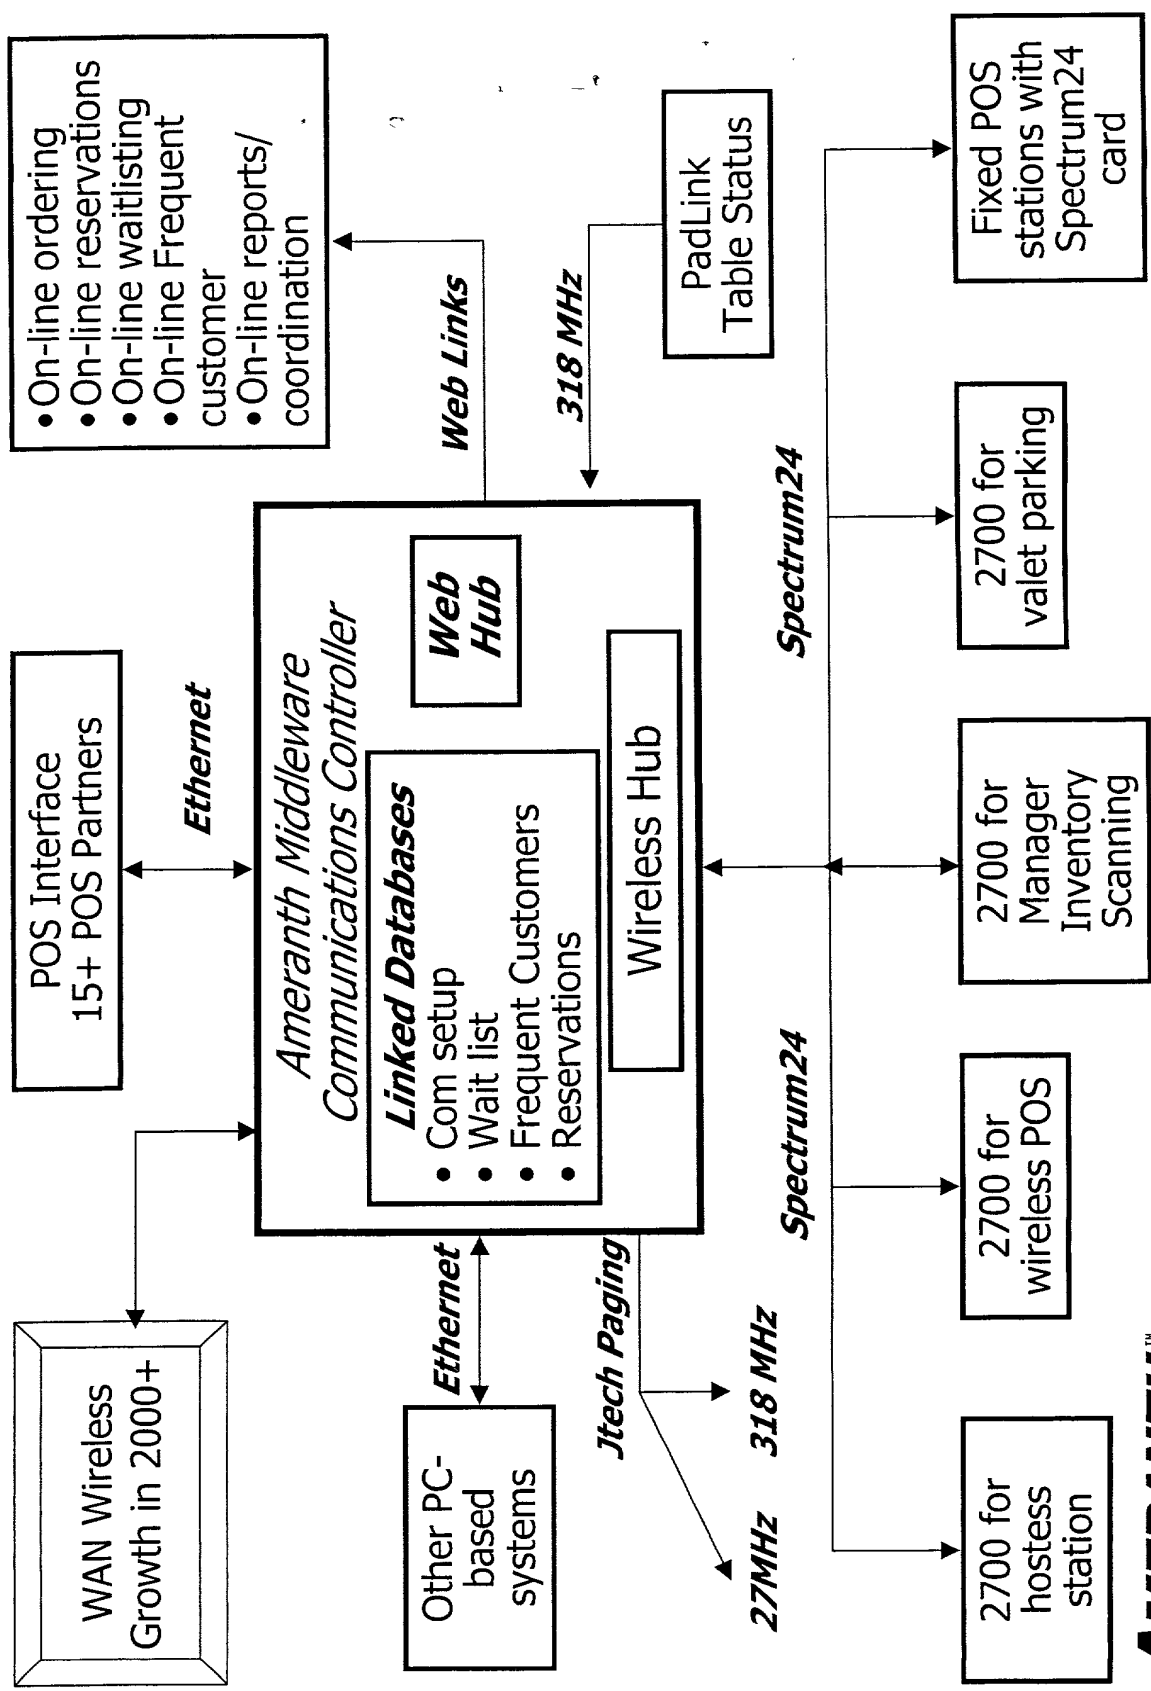 WAN Wireless
Growth in 2000+
POS Interface
15+ POS Partners
• On-line ordering
• On-line reservations
• On-line waitlisting
• On-line Frequent
customer
• On-line reports/
coordination
Ethernet
Web Links
Ameranth Middleware
Communications Controller
Linked Databases
• Com setup
• Wait list
• Frequent Customers
• Reservations
Web
Hub
Wireless Hub
Ethernet
Other PC-
based
systems
318 MHz
PadLink
Table Status
Jtech Paging
27MHz
318 MHz
Spectrum24
Spectrum24
2700 for
hostess
station
2700 for
wireless POS
2700 for
Manager
Inventory
Scanning
2700 for
valet parking
Fixed POS
stations with
Spectrum24
card